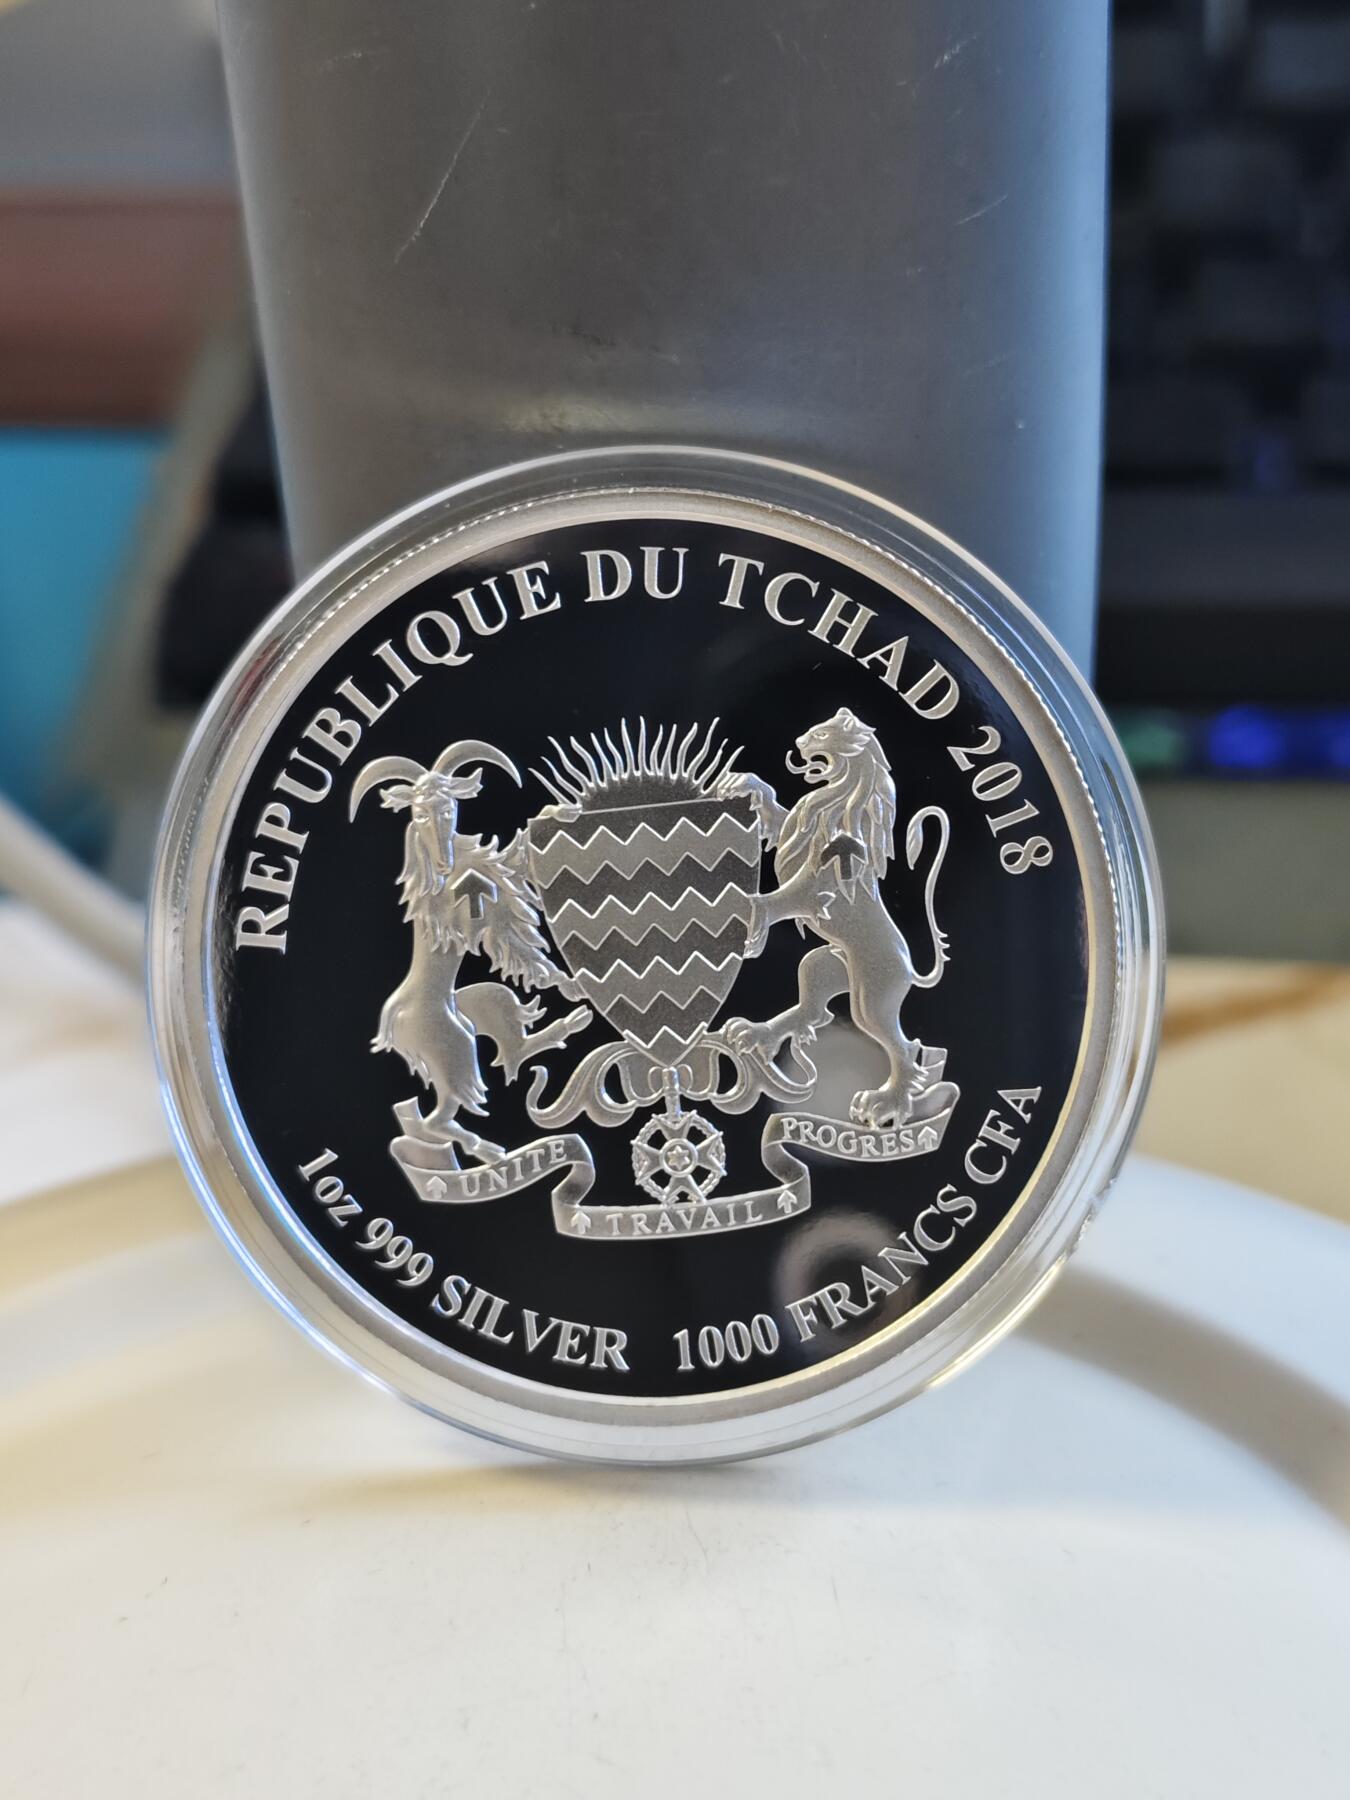 REPUBLIQUE DU TCHAD 2018
UNITE
TRAVAIL
PROGRES
1oz 999 SILVER 1000 FRANCS CFA